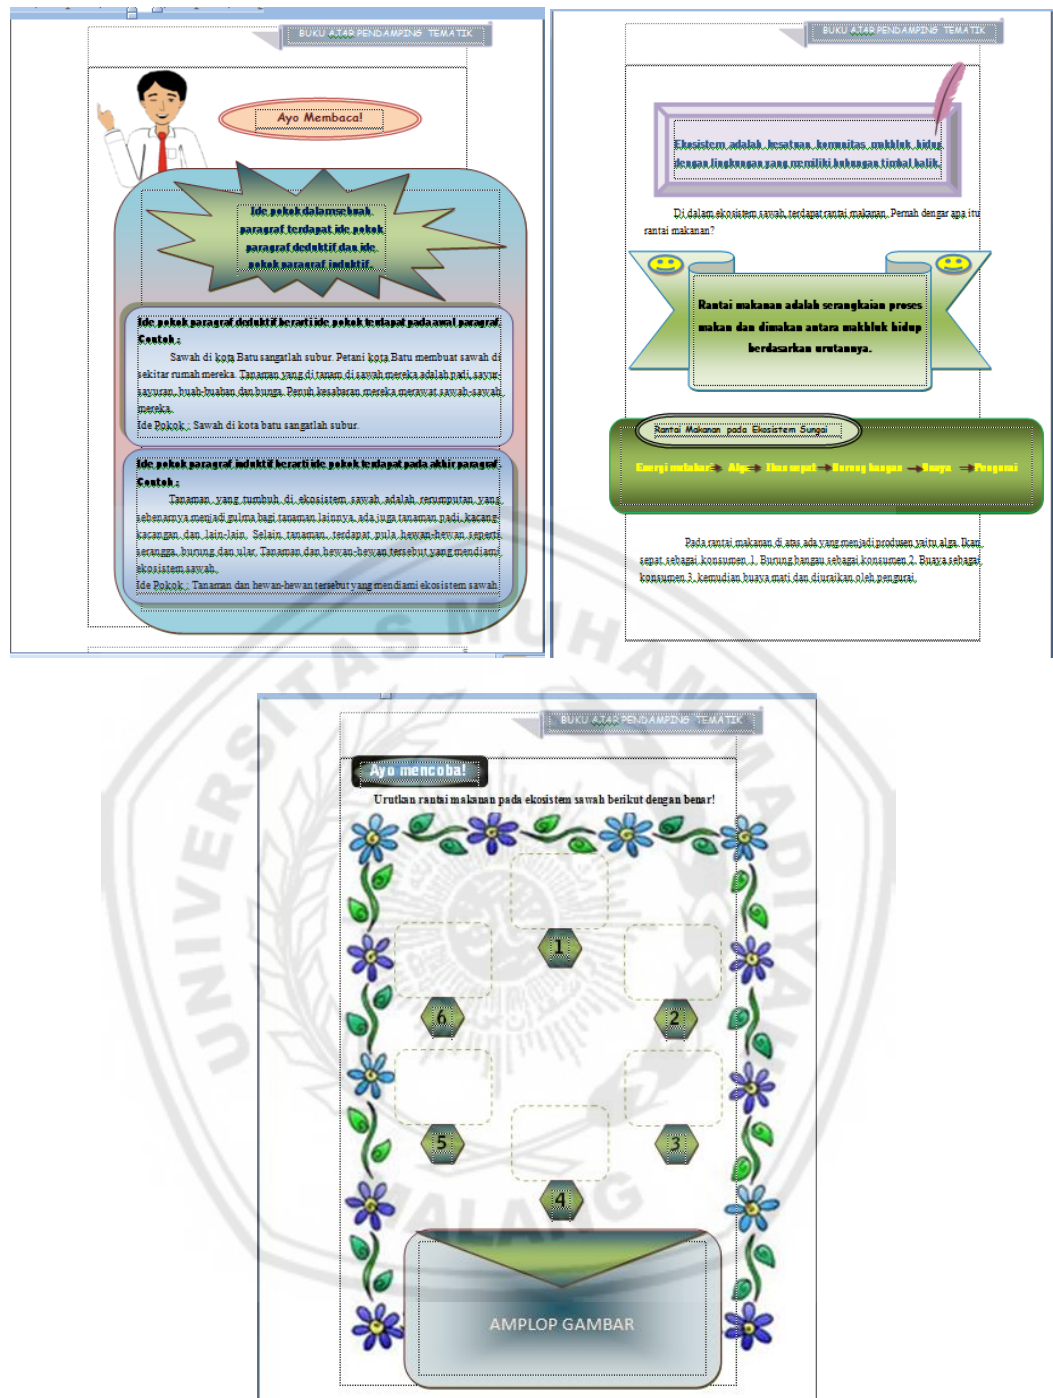 BUKU AJAR PENDAMPING TEMATIK
Ayo Membaca!
Ide pokok dalam sebuah
paragraf terdapat ide pokok
paragraf deduktif dan ide
pokok paragraf induktif.
Ide pokok paragraf deduktif berarti ide pokok terdapat pada awal paragraf.
Contoh :
Sawah di kota Batu sangatlah subur. Petani kota Batu membuat sawah di
sekitar rumah mereka. Tanaman yang di tanam di sawah mereka adalah padi, sayur-
sayuran, buah-buahan dan bunga. Penuh kesabaran mereka merawat sawah-sawah
mereka.
Ide Pokok : Sawah di kota batu sangatlah subur.
Ide pokok paragraf induktif berarti ide pokok terdapat pada akhir paragraf.
Contoh :
Tanaman yang tumbuh di ekosistem sawah adalah rerumputan yang
sebenarnya menjadi gulma bagi tanaman lainnya, ada juga tanaman padi, kacang-
kacangan dan lain-lain. Selain tanaman, terdapat pula hewan-hewan seperti
serangga, burung dan ular. Tanaman dan hewan-hewan tersebut yang mendiami
ekosistem sawah.
Ide Pokok : Tanaman dan hewan-hewan tersebut yang mendiami ekosistem sawah
BUKU AJAR PENDAMPING TEMATIK
Ekosistem adalah kesatuan komunitas makhluk hidup
dengan lingkungan yang memiliki hubungan timbal balik.
Di dalam ekosistem sawah, terdapat rantai makanan. Pernah dengar apa itu
rantai makanan?
Rantai makanan adalah serangkaian proses
makan dan dimakan antara makhluk hidup
berdasarkan urutannya.
Rantai Makanan pada Ekosistem Sungai
Energi matahari Alga Ikan sepat Burung bangau Buaya Pengurai
Pada rantai makanan di atas ada yang menjadi produsen yaitu alga. Ikan
sepat sebagai konsumen 1. Burung bangau sebagai konsumen 2. Buaya sebagai
konsumen 3, kemudian buaya mati dan diuraikan oleh pengurai.
BUKU AJAR PENDAMPING TEMATIK
Ayo mencoba!
Urutkan rantai makanan pada ekosistem sawah berikut dengan benar!
1
6
2
5
3
4
AMPLOP GAMBAR
UNIVERSITAS MUHAMMADIYAH
MALANG